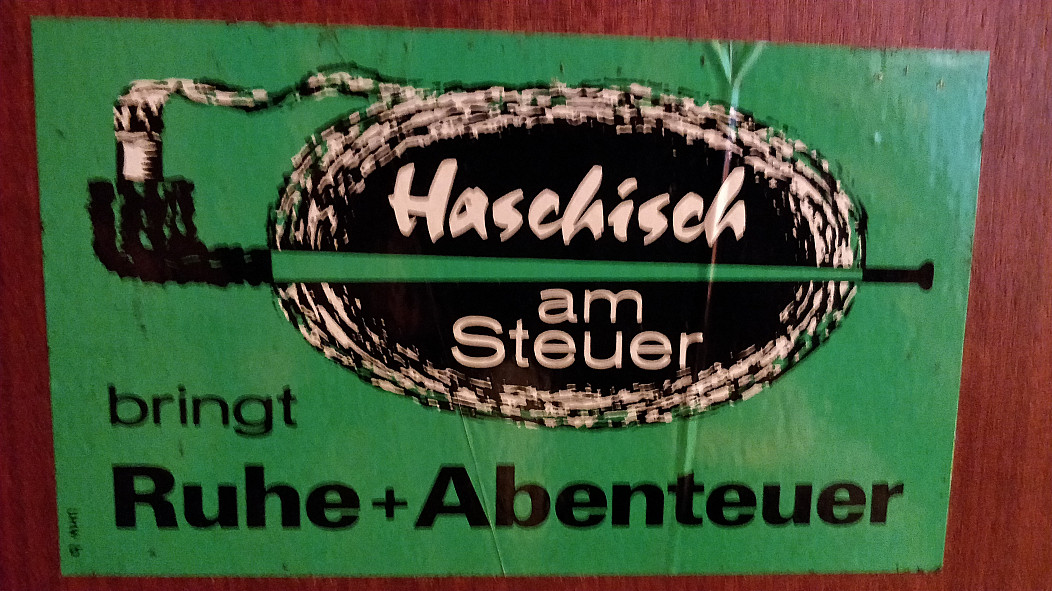 Haschisch
am
Steuer
bringt
Ruhe + Abenteuer